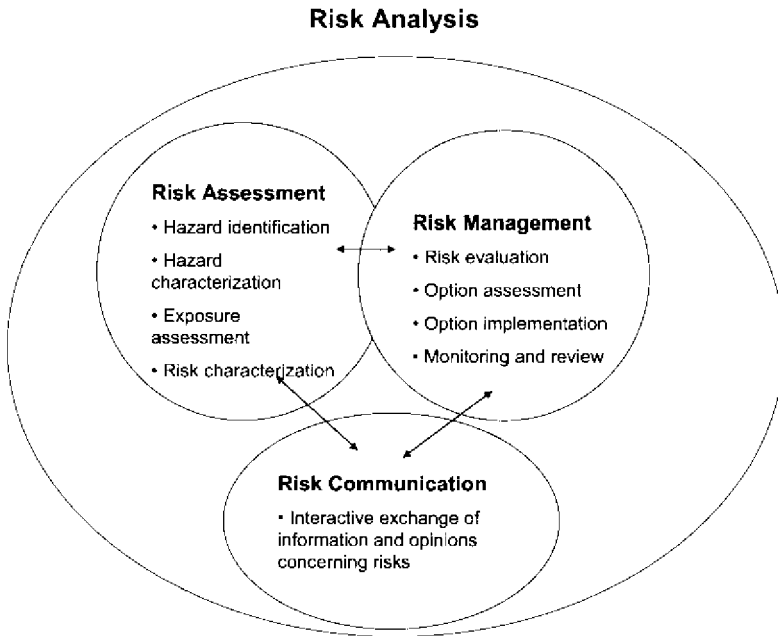 Risk Analysis
Risk Assessment
• Hazard identification
• Hazard
characterization
• Exposure
assessment
• Risk characterization
Risk Management
• Risk evaluation
• Option assessment
• Option implementation
• Monitoring and review
Risk Communication
• Interactive exchange of
information and opinions
concerning risks